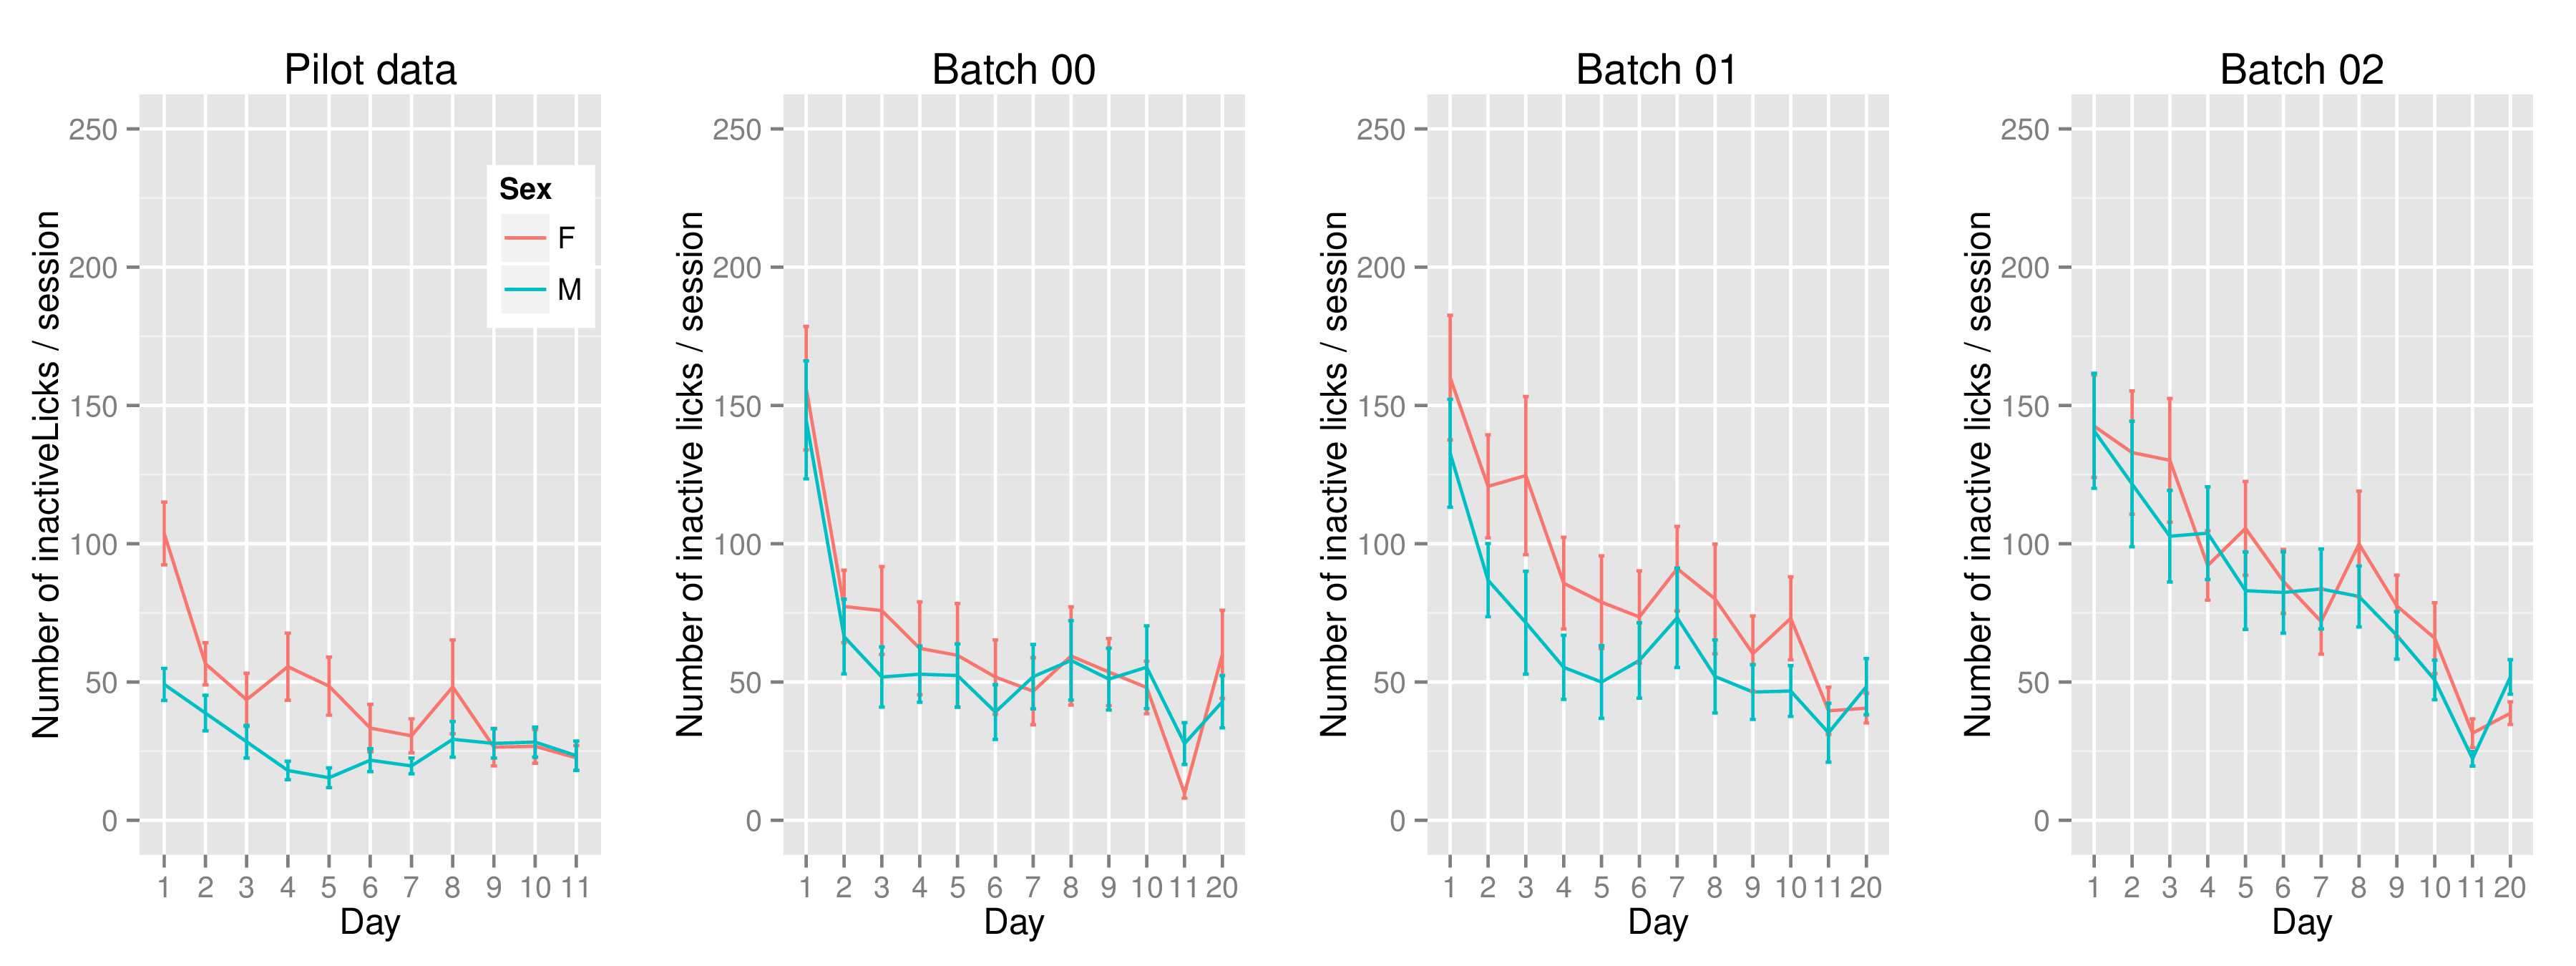 Pilot data
Number of inactiveLicks / session
250
200
150
100
50
0
Sex
F
M
1 2 3 4 5 6 7 8 9 10 11
Day
Batch 00
Number of inactive licks / session
250
200
150
100
50
0
1 2 3 4 5 6 7 8 9 10 11 20
Day
Batch 01
Number of inactive licks / session
250
200
150
100
50
0
1 2 3 4 5 6 7 8 9 10 11 20
Day
Batch 02
Number of inactive licks / session
250
200
150
100
50
0
1 2 3 4 5 6 7 8 9 10 11 20
Day